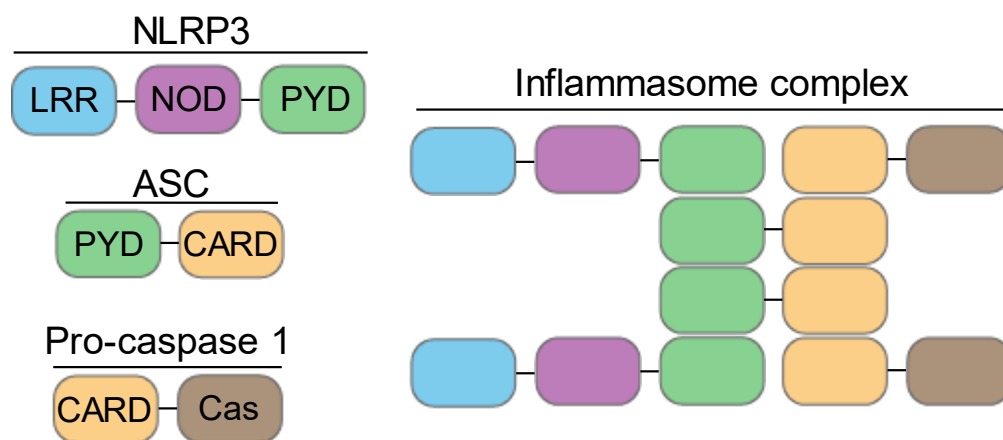 NLRP3
LRR NOD PYD
ASC
PYD CARD
Pro-caspase 1
CARD Cas
Inflammasome complex